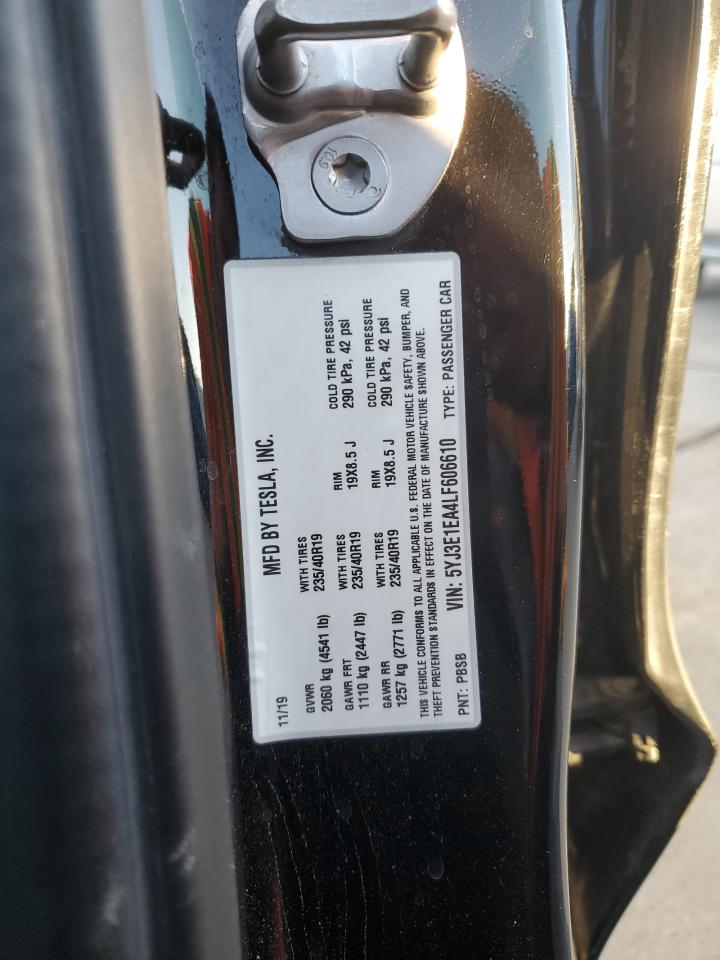 10.9
11/19
MFD BY TESLA, INC.
GVWR WITH TIRES
2060 kg (4541 lb) 235/40R19
GAWR FRT WITH TIRES RIM COLD TIRE PRESSURE
1110 kg (2447 lb) 235/40R19 19X8.5 J 290 kPa, 42 psi
GAWR RR WITH TIRES RIM COLD TIRE PRESSURE
1257 kg (2771 lb) 235/40R19 19X8.5 J 290 kPa, 42 psi
THIS VEHICLE CONFORMS TO ALL APPLICABLE U.S. FEDERAL MOTOR VEHICLE SAFETY, BUMPER, AND
THEFT PREVENTION STANDARDS IN EFFECT ON THE DATE OF MANUFACTURE SHOWN ABOVE.
PNT: PBSB VIN: 5YJ3E1EA4LF606610 TYPE: PASSENGER CAR